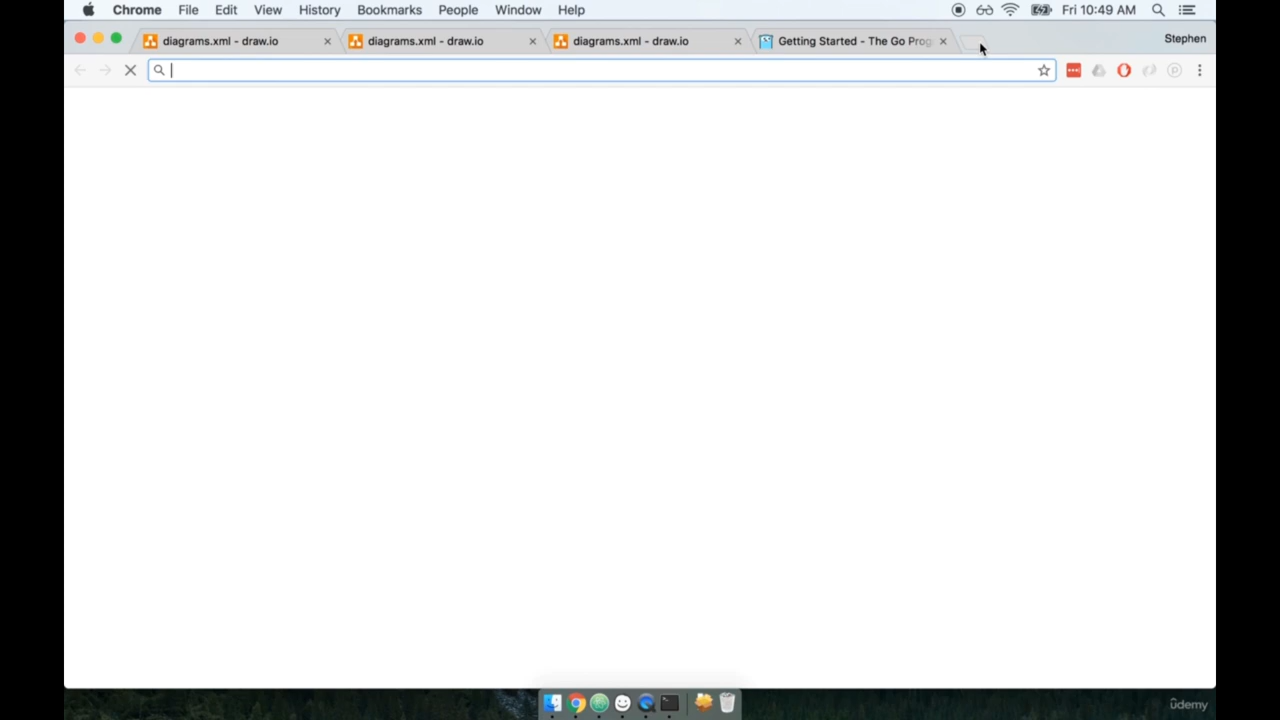 Chrome File Edit View History Bookmarks People Window Help Fri 10:49 AM
diagrams.xml - draw.io diagrams.xml - draw.io diagrams.xml - draw.io Getting Started - The Go Prog Stephen
ûdemy